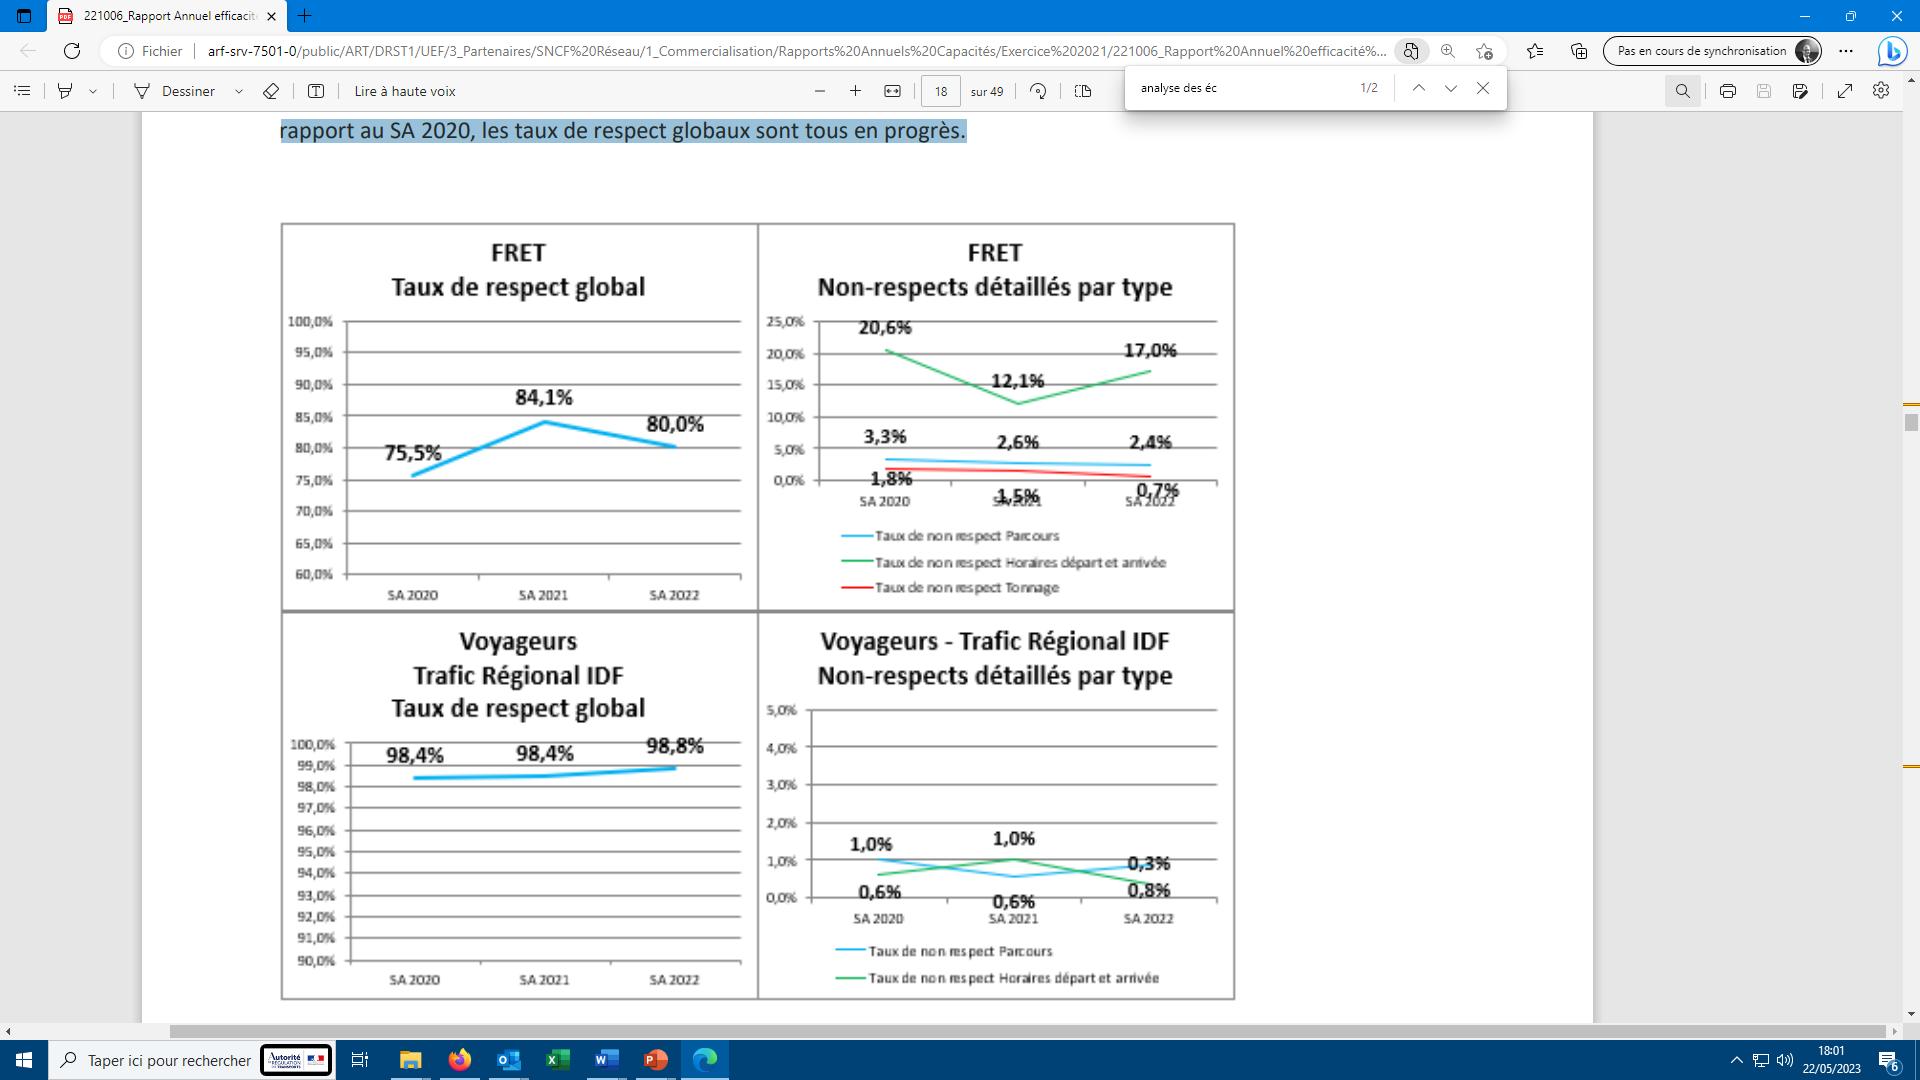 221006_Rapport Annuel efficacit
Fichier
arf-srv-7501-0/public/ART/DRST1/UEF/3_Partenaires/SNCF%20Réseau/1_Commercialisation/Rapports%20Annuels%20Capacités/Exercice%202021/221006_Rapport%20Annuel%20efficacité%...
Pas en cours de synchronisation
Dessiner
Lire à haute voix
18
sur 49
analyse des éc
1/2
rapport au SA 2020, les taux de respect globaux sont tous en progrès.
FRET
Taux de respect global
100,0%
95,0%
90,0%
85,0%
80,0%
75,0%
70,0%
65,0%
60,0%
75,5%
84,1%
80,0%
SA 2020
SA 2021
SA 2022
FRET
Non-respects détaillés par type
25,0%
20,0%
15,0%
10,0%
5,0%
0,0%
20,6%
12,1%
17,0%
3,3%
2,6%
2,4%
1,8%
1,5%
0,7%
SA 2020
SA 2021
SA 2022
Taux de non respect Parcours
Taux de non respect Horaires départ et arrivée
Taux de non respect Tonnage
Voyageurs
Trafic Régional IDF
Taux de respect global
100,0%
99,0%
98,0%
97,0%
96,0%
95,0%
94,0%
93,0%
92,0%
91,0%
90,0%
98,4%
98,4%
98,8%
SA 2020
SA 2021
SA 2022
Voyageurs - Trafic Régional IDF
Non-respects détaillés par type
5,0%
4,0%
3,0%
2,0%
1,0%
0,0%
1,0%
1,0%
0,3%
0,6%
0,6%
0,8%
SA 2020
SA 2021
SA 2022
Taux de non respect Parcours
Taux de non respect Horaires départ et arrivée
Taper ici pour rechercher
Autorité
DE RÉGULATION
DES TRANSPORTS
18:01
22/05/2023
6